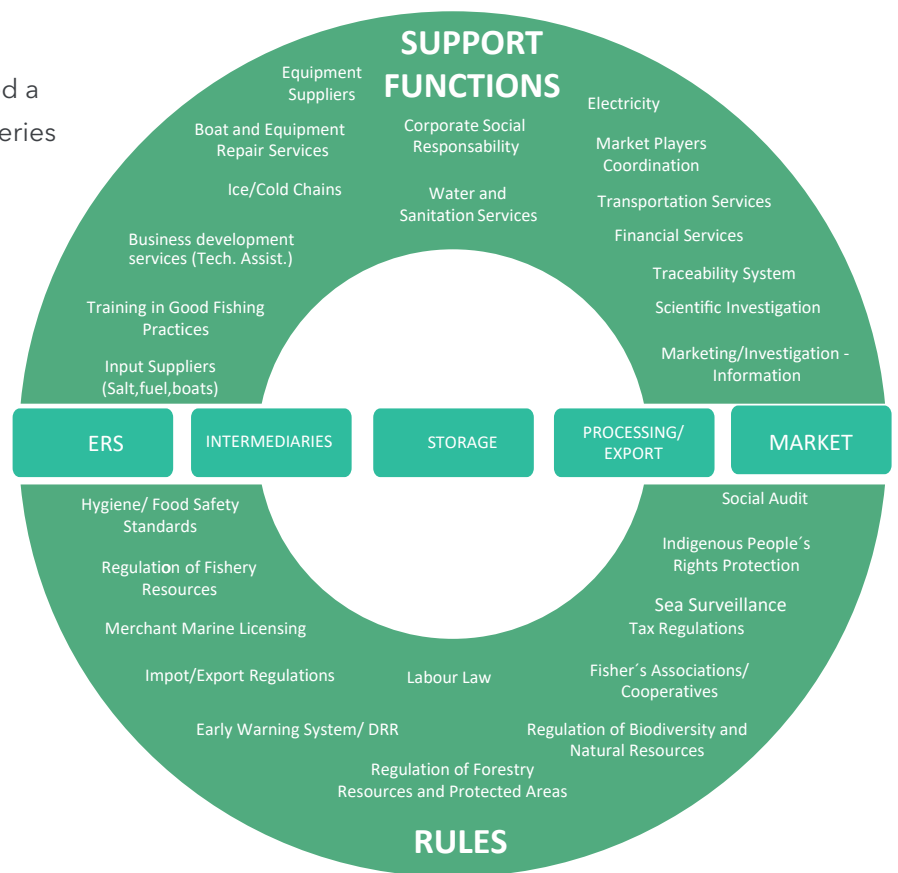 d a
eries
SUPPORT
FUNCTIONS
Equipment
Suppliers
Boat and Equipment
Repair Services
Ice/Cold Chains
Business development
services (Tech. Assist.)
Training in Good Fishing
Practices
Input Suppliers
(Salt,fuel,boats)
Corporate Social
Responsability
Water and
Sanitation Services
Electricity
Market Players
Coordination
Transportation Services
Financial Services
Traceability System
Scientific Investigation
Marketing/Investigation -
Information
ERS
INTERMEDIARIES
STORAGE
PROCESSING/
EXPORT
MARKET
Hygiene/ Food Safety
Standards
Regulation of Fishery
Resources
Merchant Marine Licensing
Impot/Export Regulations
Early Warning System/ DRR
Labour Law
Regulation of Forestry
Resources and Protected Areas
Social Audit
Indigenous People´s
Rights Protection
Sea Surveillance
Tax Regulations
Fisher´s Associations/
Cooperatives
Regulation of Biodiversity and
Natural Resources
RULES